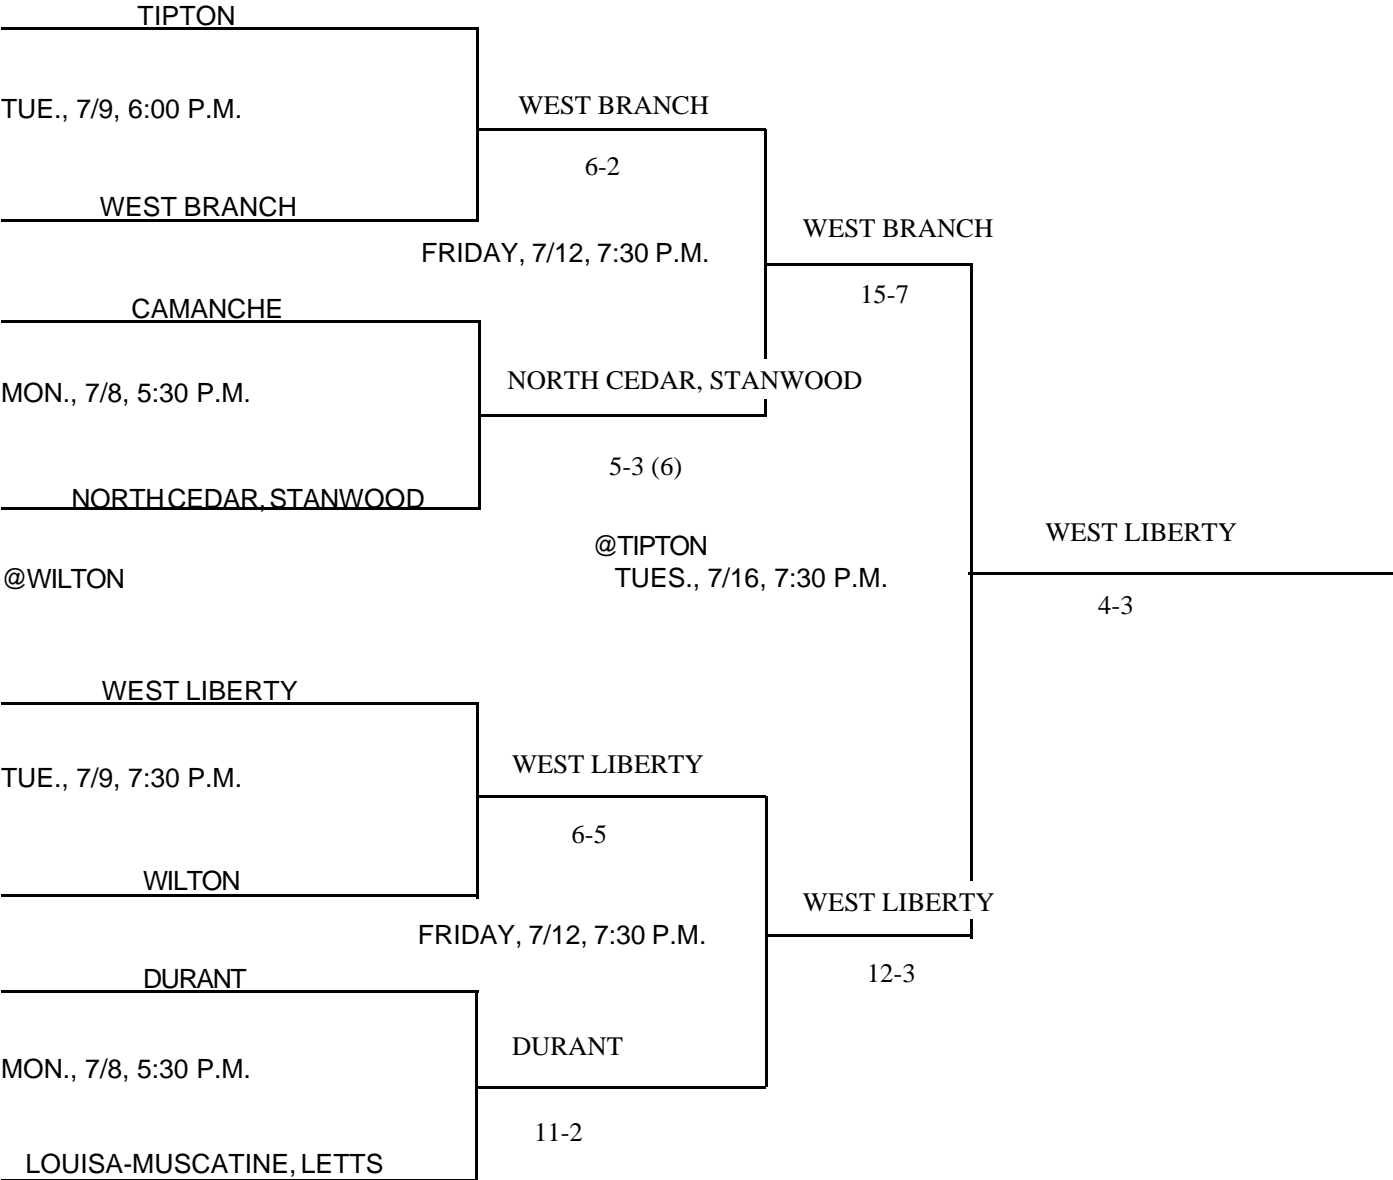 TIPTON
TUE., 7/9, 6:00 P.M.
WEST BRANCH
6-2
WEST BRANCH
WEST BRANCH
FRIDAY, 7/12, 7:30 P.M.
15-7
CAMANCHE
MON., 7/8, 5:30 P.M.
NORTH CEDAR, STANWOOD
5-3 (6)
NORTH CEDAR, STANWOOD
WEST LIBERTY
@TIPTON
@WILTON
TUES., 7/16, 7:30 P.M.
4-3
WEST LIBERTY
TUE., 7/9, 7:30 P.M.
WEST LIBERTY
6-5
WILTON
WEST LIBERTY
FRIDAY, 7/12, 7:30 P.M.
12-3
DURANT
MON., 7/8, 5:30 P.M.
DURANT
11-2
LOUISA-MUSCATINE, LETTS